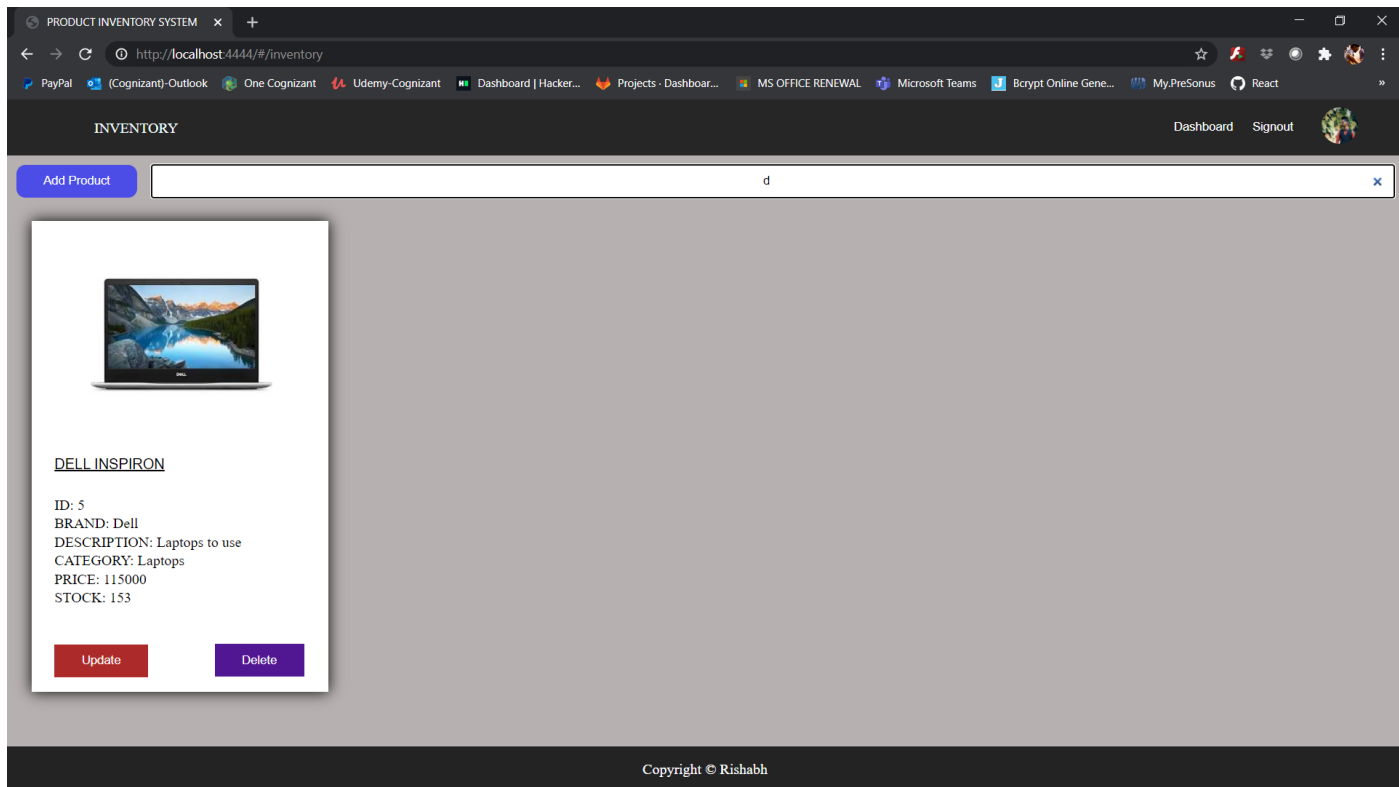 PRODUCT INVENTORY SYSTEM
http://localhost:4444/#/inventory
PayPal (Cognizant)-Outlook One Cognizant Udemy-Cognizant Dashboard | Hacker... Projects · Dashboar... MS OFFICE RENEWAL Microsoft Teams Bcrypt Online Gene... My.PreSonus React »
INVENTORY Dashboard Signout
Add Product d
DELL
DELL INSPIRON
ID: 5
BRAND: Dell
DESCRIPTION: Laptops to use
CATEGORY: Laptops
PRICE: 115000
STOCK: 153
Update Delete
Copyright © Rishabh